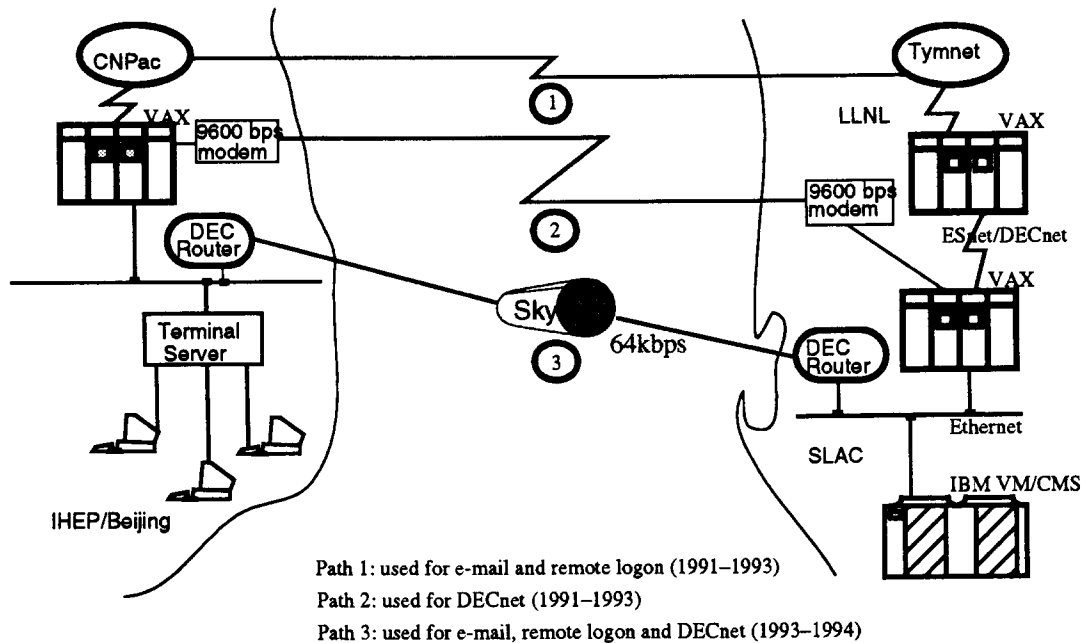 CNPac
Tymnet
1
VAX
LLNL
VAX
9600 bps
modem
9600 bps
modem
DEC
Router
2
ESnet/DECnet
VAX
Sky
Terminal
Server
64kbps
3
DEC
Router
Ethernet
SLAC
IBM VM/CMS
IHEP/Beijing
Path 1: used for e-mail and remote logon (1991–1993)
Path 2: used for DECnet (1991–1993)
Path 3: used for e-mail, remote logon and DECnet (1993–1994)